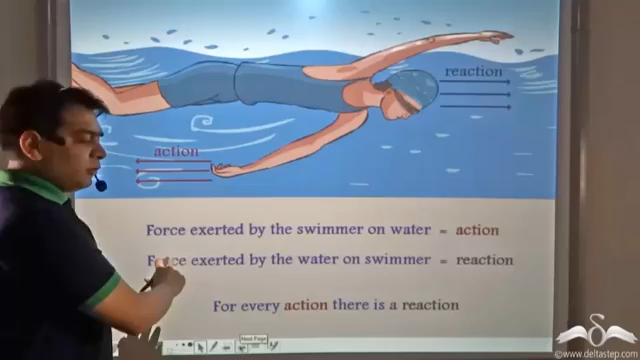 reaction
action
Force exerted by the swimmer on water = action
Force exerted by the water on swimmer = reaction
For every action there is a reaction
Next Page
©www.deltastep.com